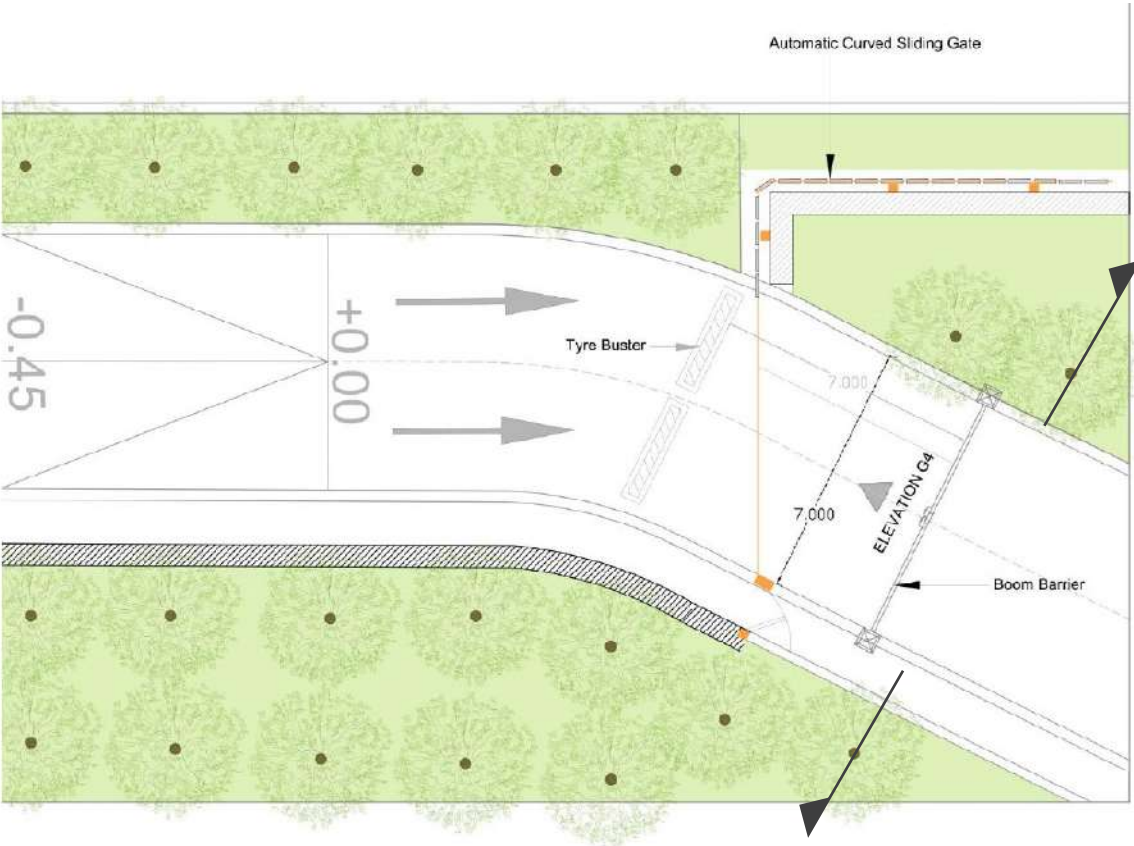 Automatic Curved Sliding Gate
-0.45
+0.00
Tyre Buster
7.000
7.000
ELEVATION G4
Boom Barrier